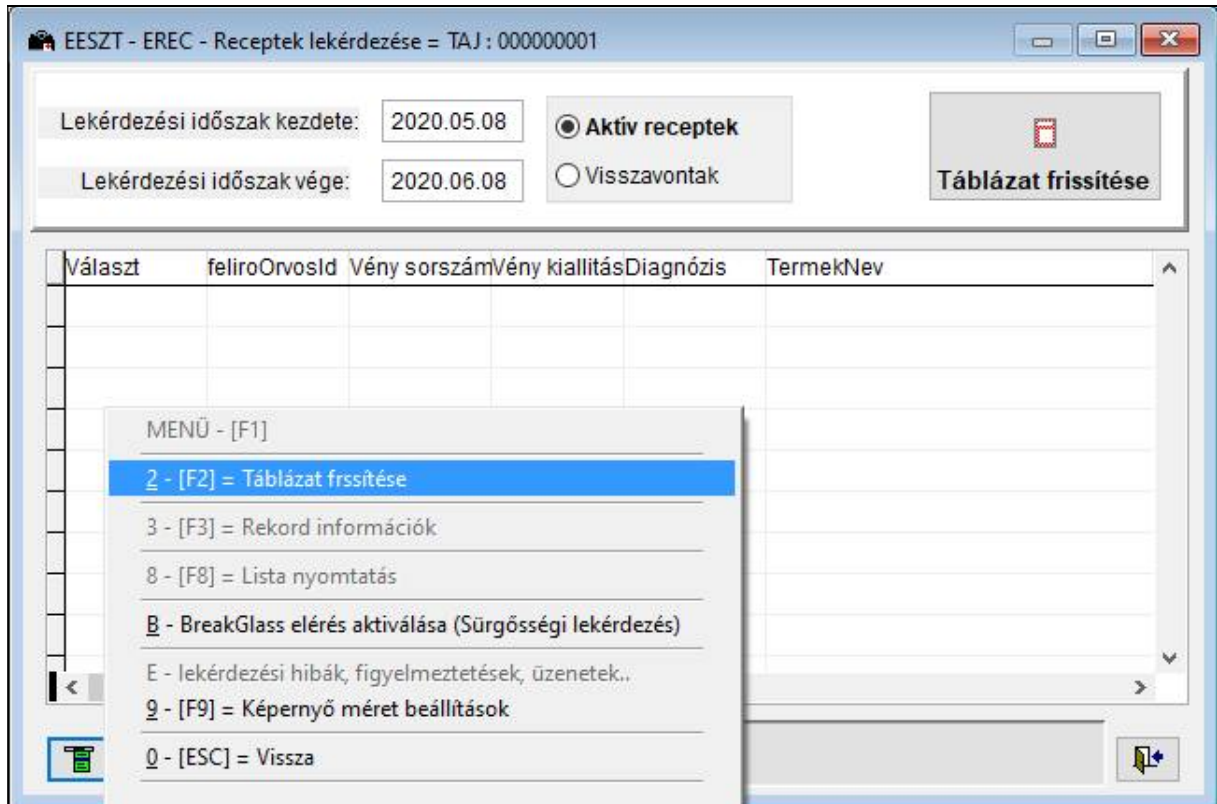 EESZT - EREC - Receptek lekérdezése = TAJ : 000000001
Lekérdezési időszak kezdete: 2020.05.08
Aktív receptek
Lekérdezési időszak vége: 2020.06.08
Visszavontak
Táblázat frissítése
Választ feliroOrvosId Vény sorszám Vény kiallitás Diagnózis TermekNev
MENÜ - [F1]
2 - [F2] = Táblázat frssítése
3 - [F3] = Rekord információk
8 - [F8] = Lista nyomtatás
B - BreakGlass elérés aktiválása (Sürgősségi lekérdezés)
E - lekérdezési hibák, figyelmeztetések, üzenetek..
9 - [F9] = Képernyő méret beállítások
0 - [ESC] = Vissza